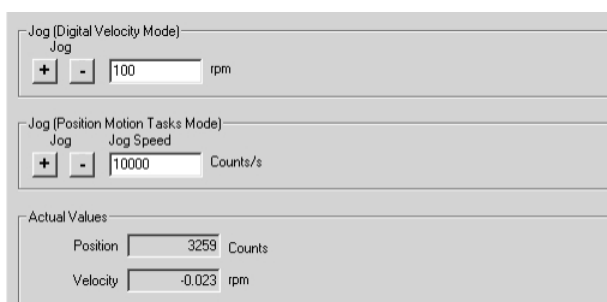 Jog (Digital Velocity Mode)
Jog
+ - 100 rpm
Jog (Position Motion Tasks Mode)
Jog Jog Speed
+ - 10000 Counts/s
Actual Values
Position 3259 Counts
Velocity -0.023 rpm